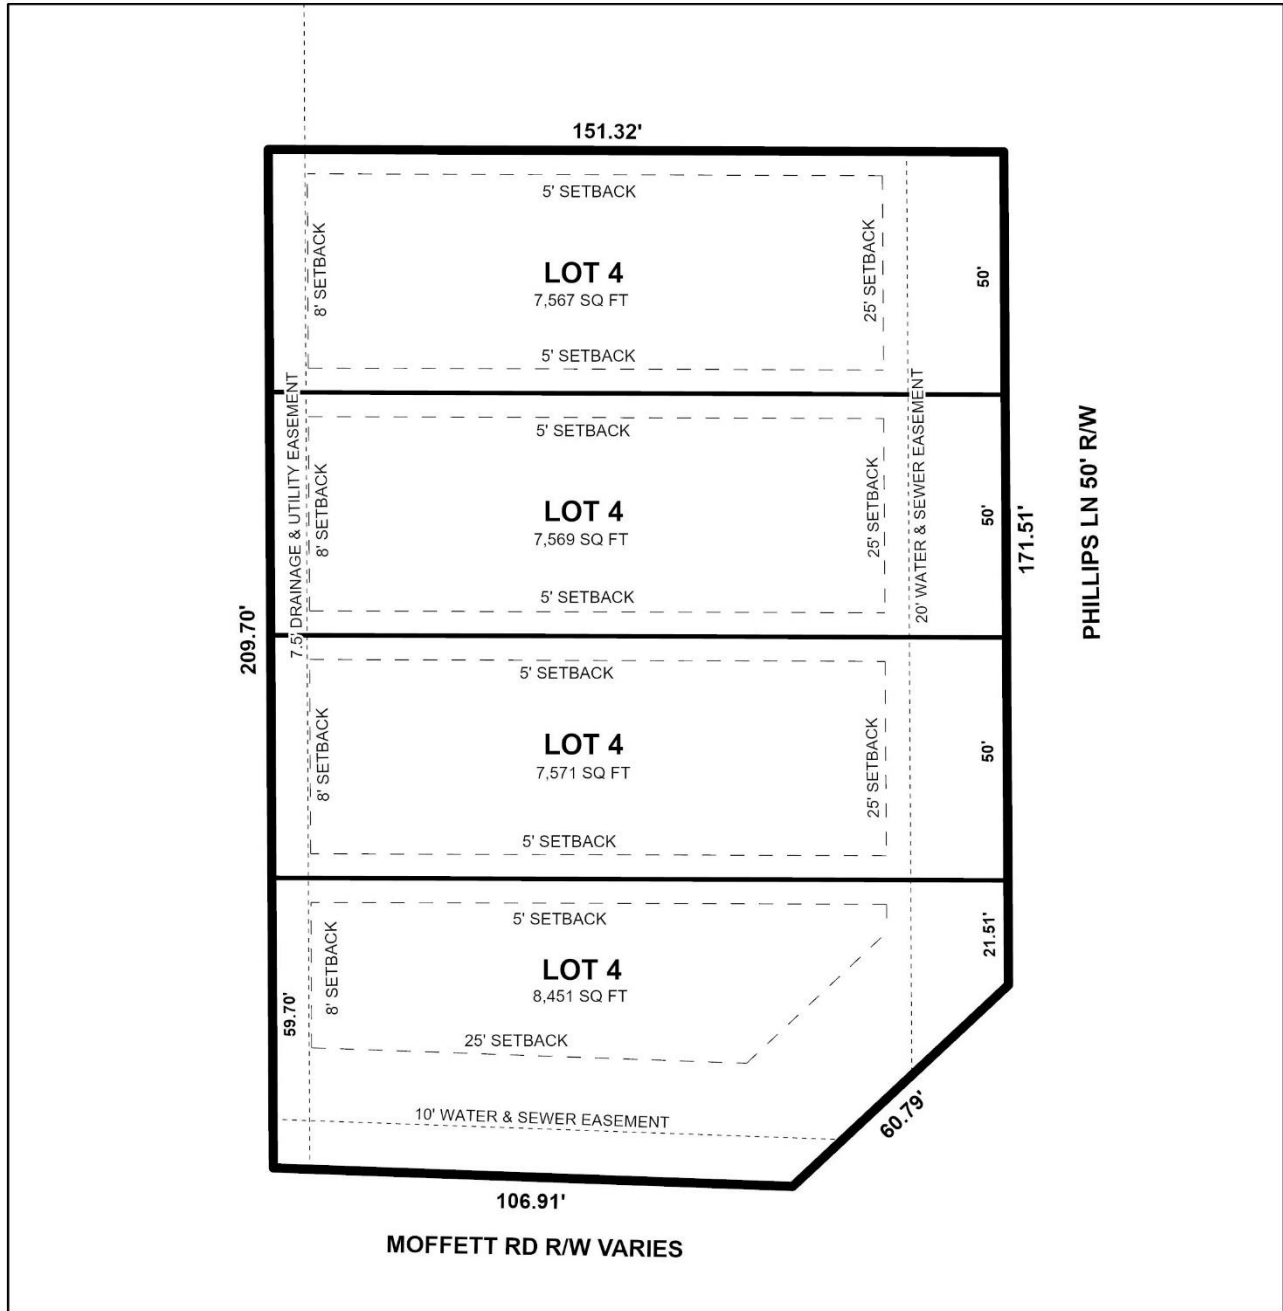 151.32'
5' SETBACK
8' SETBACK
25' SETBACK
LOT 4
7,567 SQ FT
50'
5' SETBACK
7.5' DRAINAGE & UTILITY EASEMENT
20' WATER & SEWER EASEMENT
5' SETBACK
8' SETBACK
25' SETBACK
LOT 4
7,569 SQ FT
50'
171.51'
PHILLIPS LN 50' R/W
5' SETBACK
209.70'
5' SETBACK
8' SETBACK
25' SETBACK
LOT 4
7,571 SQ FT
50'
5' SETBACK
5' SETBACK
8' SETBACK
21.51'
LOT 4
8,451 SQ FT
59.70'
25' SETBACK
10' WATER & SEWER EASEMENT
60.79'
106.91'
MOFFETT RD R/W VARIES